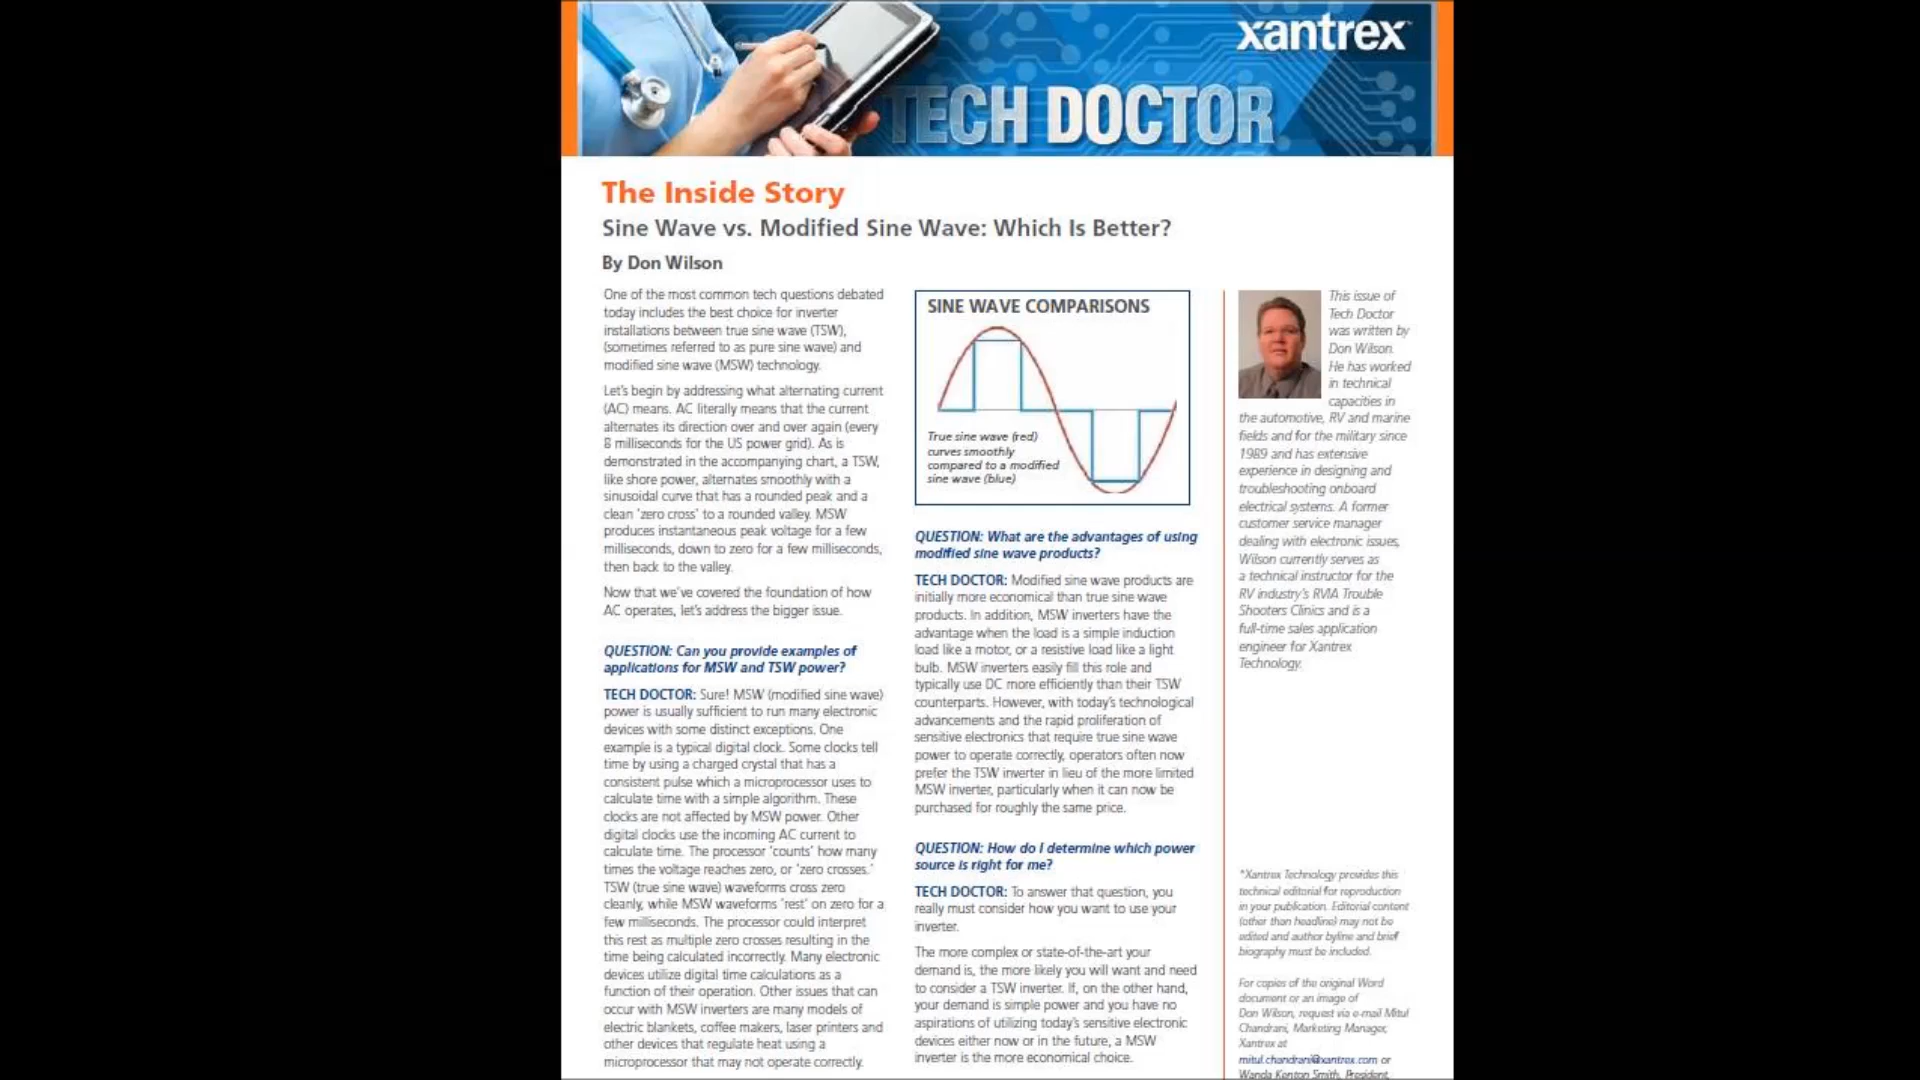 xantrex
TECH DOCTOR
The Inside Story
Sine Wave vs. Modified Sine Wave: Which Is Better?
By Don Wilson
One of the most common tech questions debated
today includes the best choice for inverter
installations between true sine wave (TSW),
(sometimes referred to as pure sine wave) and
modified sine wave (MSW) technology.
Let's begin by addressing what alternating current
(AC) means. AC literally means that the current
alternates its direction over and over again (every
8 milliseconds for the US power grid). As is
demonstrated in the accompanying chart, a TSW,
like shore power, alternates smoothly with a
sinusoidal curve that has a rounded peak and a
clean 'zero cross' to a rounded valley. MSW
produces instantaneous peak voltage for a few
milliseconds, down to zero for a few milliseconds,
then back to the valley.
Now that we've covered the foundation of how
AC operates, let's address the bigger issue.
QUESTION: Can you provide examples of
applications for MSW and TSW power?
TECH DOCTOR: Sure! MSW (modified sine wave)
power is usually sufficient to run many electronic
devices with some distinct exceptions. One
example is a typical digital clock. Some clocks tell
time by using a charged crystal that has a
consistent pulse which a microprocessor uses to
calculate time with a simple algorithm. These
clocks are not affected by MSW power. Other
digital clocks use the incoming AC current to
calculate time. The processor 'counts' how many
times the voltage reaches zero, or 'zero crosses.'
TSW (true sine wave) waveforms cross zero
cleanly, while MSW waveforms 'rest' on zero for a
few milliseconds. The processor could interpret
this rest as multiple zero crosses resulting in the
time being calculated incorrectly. Many electronic
devices utilize digital time calculations as a
function of their operation. Other issues that can
occur with MSW inverters are many models of
electric blankets, coffee makers, laser printers and
other devices that regulate heat using a
microprocessor that may not operate correctly.
SINE WAVE COMPARISONS
True sine wave (red)
curves smoothly
compared to a modified
sine wave (blue)
QUESTION: What are the advantages of using
modified sine wave products?
TECH DOCTOR: Modified sine wave products are
initially more economical than true sine wave
products. In addition, MSW inverters have the
advantage when the load is a simple induction
load like a motor, or a resistive load like a light
bulb. MSW inverters easily fill this role and
typically use DC more efficiently than their TSW
counterparts. However, with today's technological
advancements and the rapid proliferation of
sensitive electronics that require true sine wave
power to operate correctly, operators often now
prefer the TSW inverter in lieu of the more limited
MSW inverter, particularly when it can now be
purchased for roughly the same price.
QUESTION: How do I determine which power
source is right for me?
TECH DOCTOR: To answer that question, you
really must consider how you want to use your
inverter.
The more complex or state-of-the-art your
demand is, the more likely you will want and need
to consider a TSW inverter. If, on the other hand,
your demand is simple power and you have no
aspirations of utilizing today's sensitive electronic
devices either now or in the future, a MSW
inverter is the more economical choice.
This issue of
Tech Doctor
was written by
Don Wilson.
He has worked
in technical
capacities in
the automotive, RV and marine
fields and for the military since
1989 and has extensive
experience in designing and
troubleshooting onboard
electrical systems. A former
customer service manager
dealing with electronic issues,
Wilson currently serves as
a technical instructor for the
RV industry's RVIA Trouble
Shooters Clinics and is a
full-time sales application
engineer for Xantrex
Technology.
*Xantrex Technology provides this
technical editorial for reproduction
in your publication. Editorial content
(other than headline) may not be
edited and author byline and brief
biography must be included.
For copies of the original Word
document or an image of
Don Wilson, request via e-mail Mitul
Chandrani, Marketing Manager,
Xantrex at
mitul.chandrani@xantrex.com or
Wanda Kenton Smith, President,